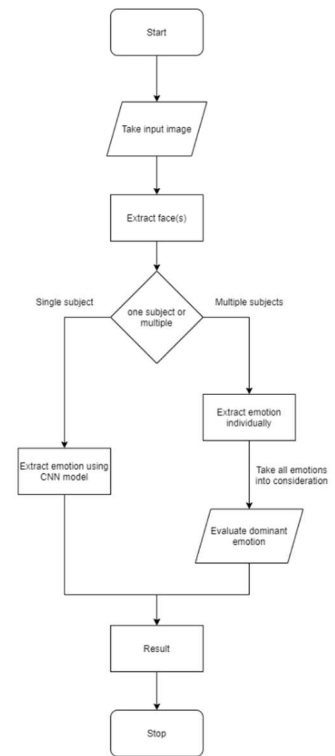 Start
Take input image
Extract face(s)
Single subject
one subject or
multiple
Multiple subjects
Extract emotion
individually
Extract emotion using
CNN model
Take all emotions
into consideration
Evaluate dominant
emotion
Result
Stop